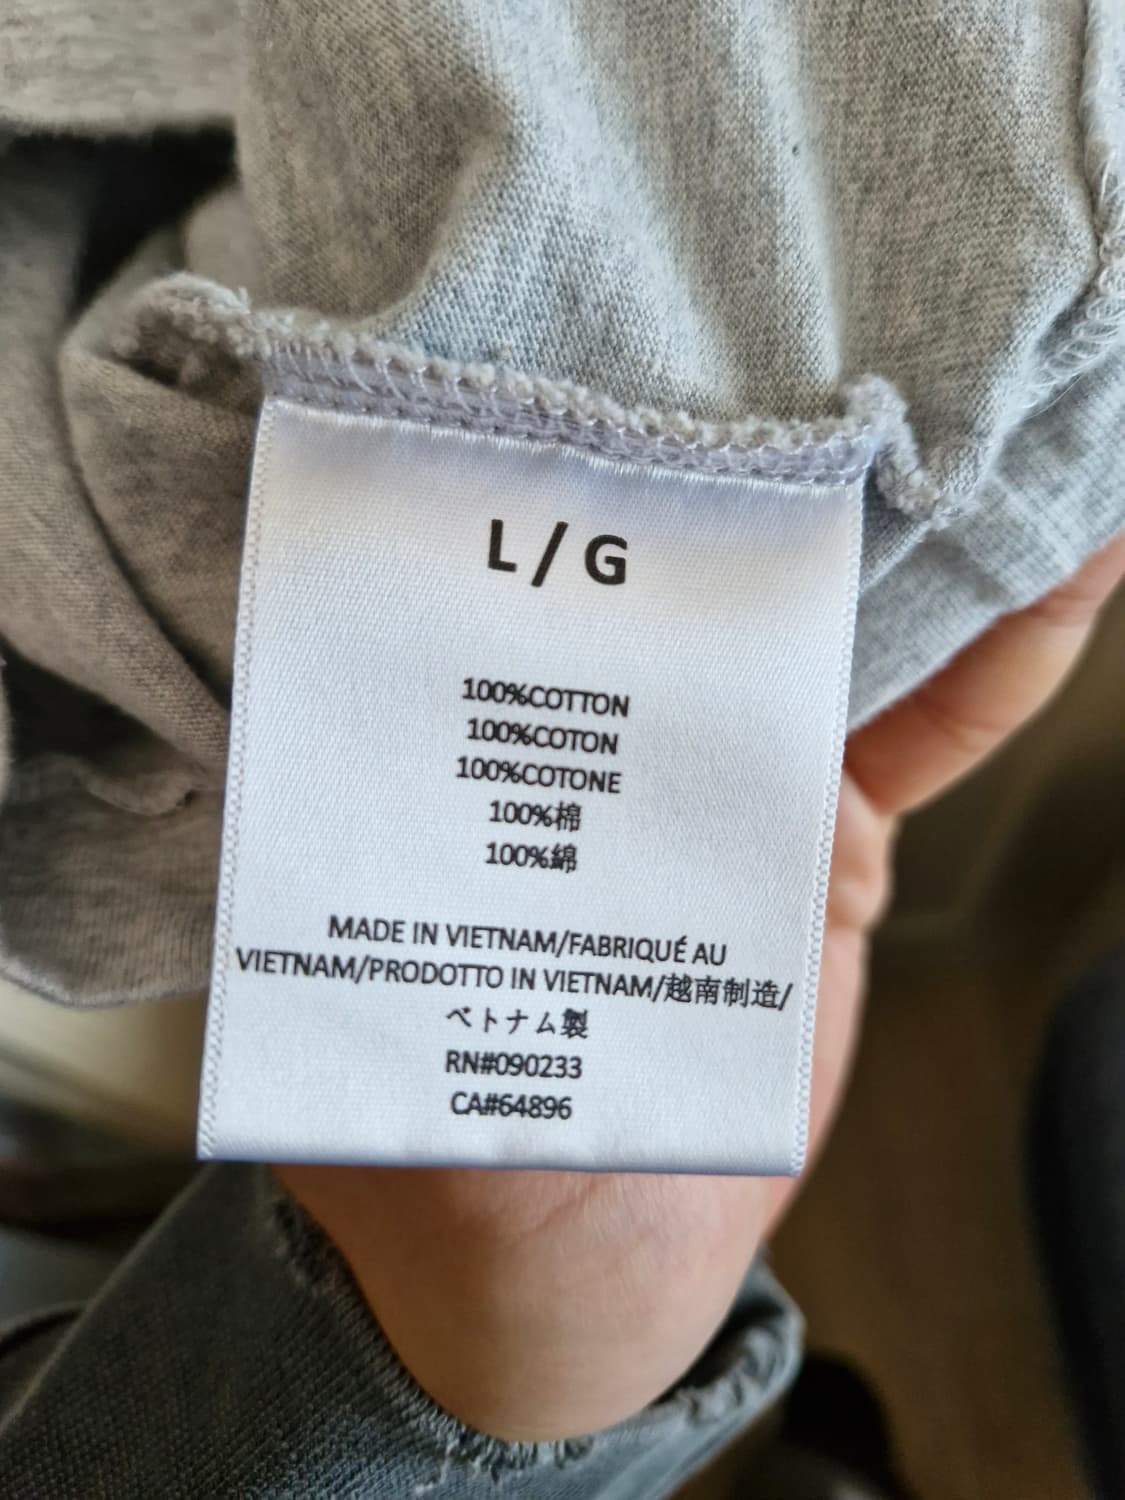 L / G
100%COTTON
100%COTON
100%COTONE
100%棉
100%綿
MADE IN VIETNAM/FABRIQUÉ AU
VIETNAM/PRODOTTO IN VIETNAM/越南制造/
ベトナム製
RN#090233
CA#64896